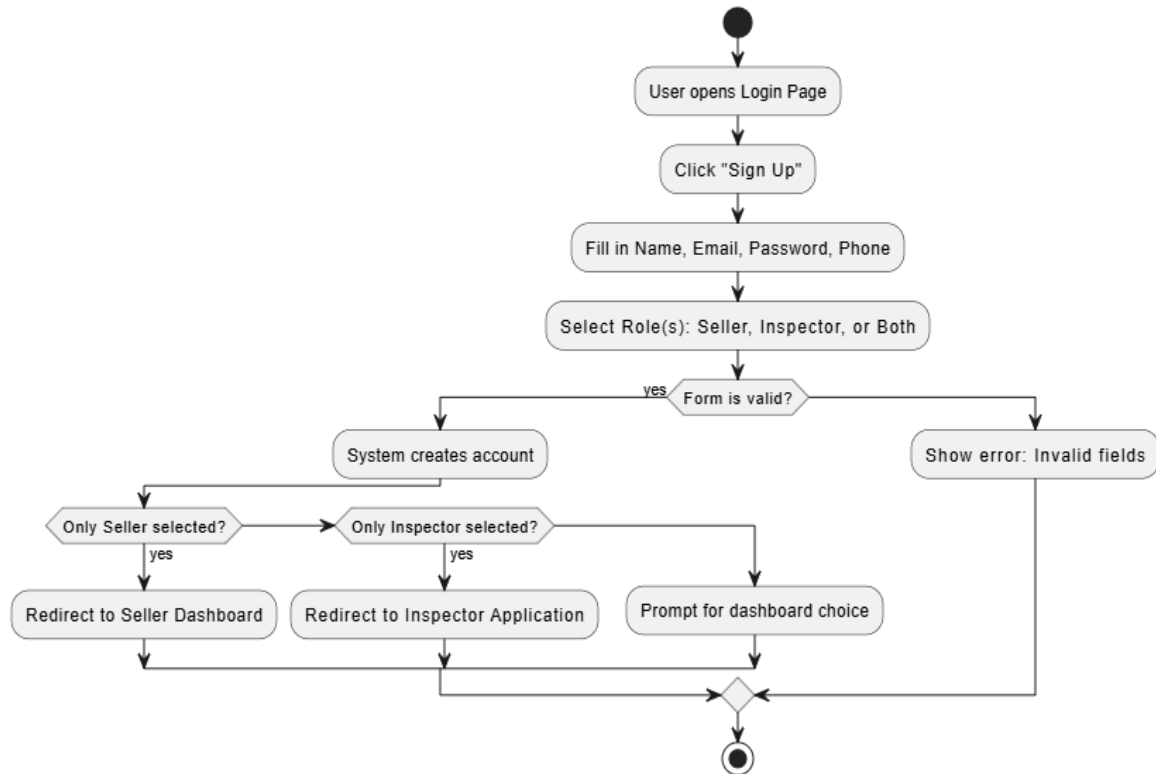 User opens Login Page
Click "Sign Up"
Fill in Name, Email, Password, Phone
Select Role(s): Seller, Inspector, or Both
yes
Form is valid?
System creates account
Show error: Invalid fields
Only Seller selected?
Only Inspector selected?
yes
yes
Redirect to Seller Dashboard
Redirect to Inspector Application
Prompt for dashboard choice